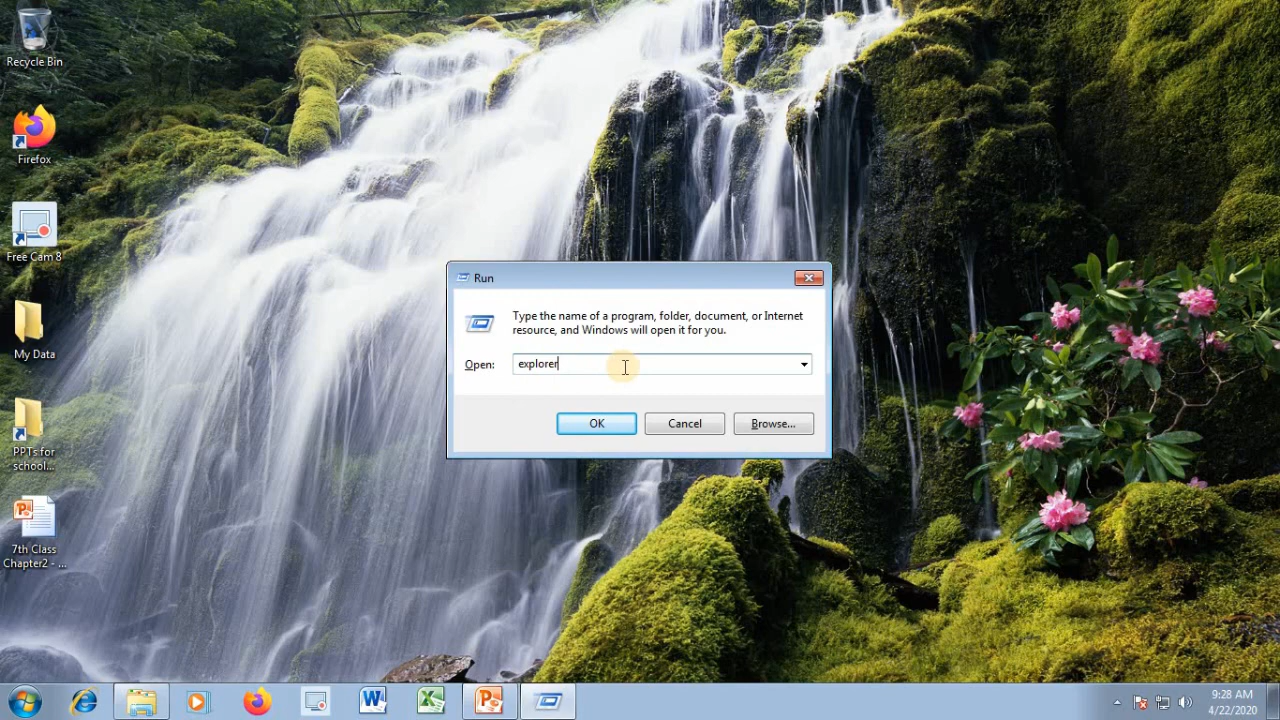 Recycle Bin
Firefox
Free Cam 8
My Data
PPTs for
school...
7th Class
Chapter2 - ...
Run
Type the name of a program, folder, document, or Internet
resource, and Windows will open it for you.
Open:
explorer
OK
Cancel
Browse...
9:28 AM
4/22/2020